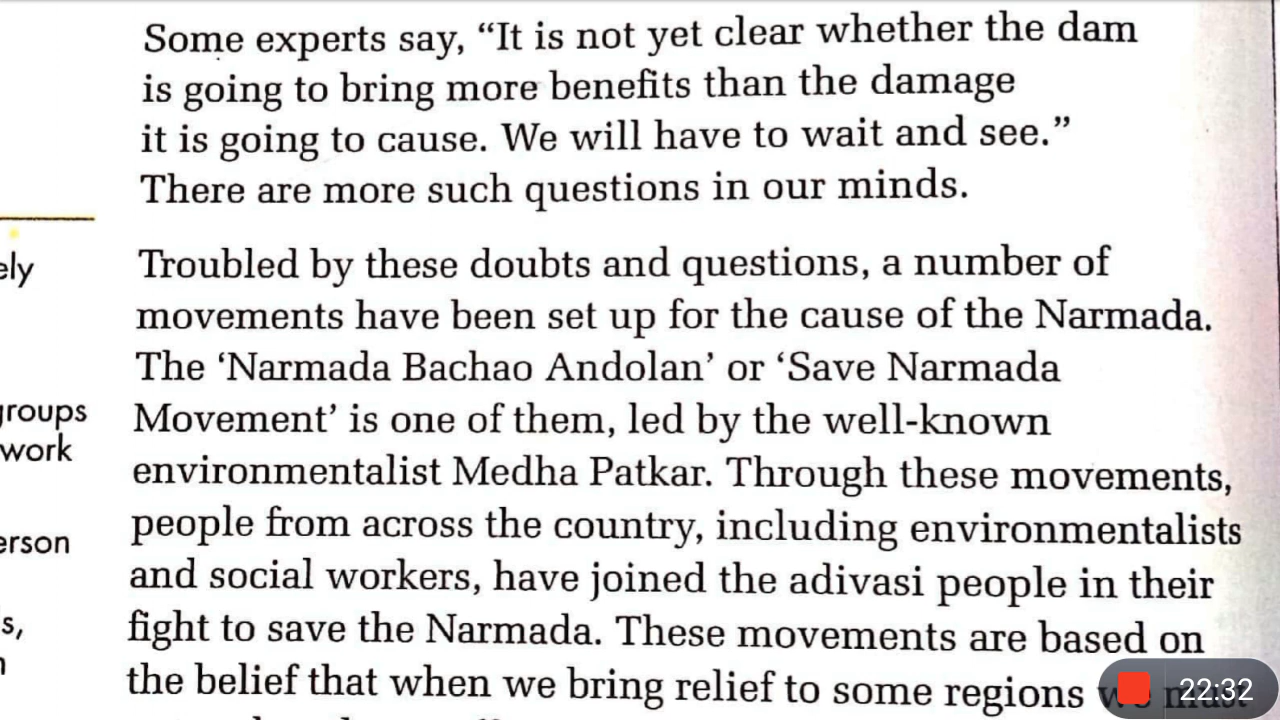 Some experts say, “It is not yet clear whether the dam
is going to bring more benefits than the damage
it is going to cause. We will have to wait and see.”
There are more such questions in our minds.
ely
Troubled by these doubts and questions, a number of
movements have been set up for the cause of the Narmada.
The ‘Narmada Bachao Andolan’ or ‘Save Narmada
groups
Movement’ is one of them, led by the well-known
work
environmentalist Medha Patkar. Through these movements,
people from across the country, including environmentalists
erson
and social workers, have joined the adivasi people in their
s,
fight to save the Narmada. These movements are based on
the belief that when we bring relief to some regions we must
22:32